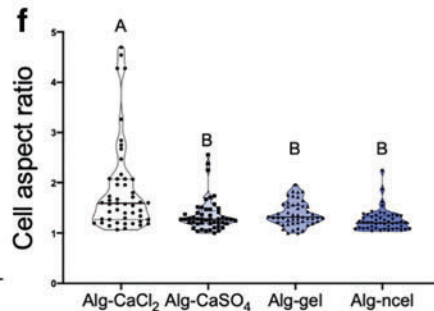 f
5
A
4
3
B
B
B
2
1
0
Cell aspect ratio
Alg-CaCl₂ Alg-CaSO₄ Alg-gel Alg-ncel